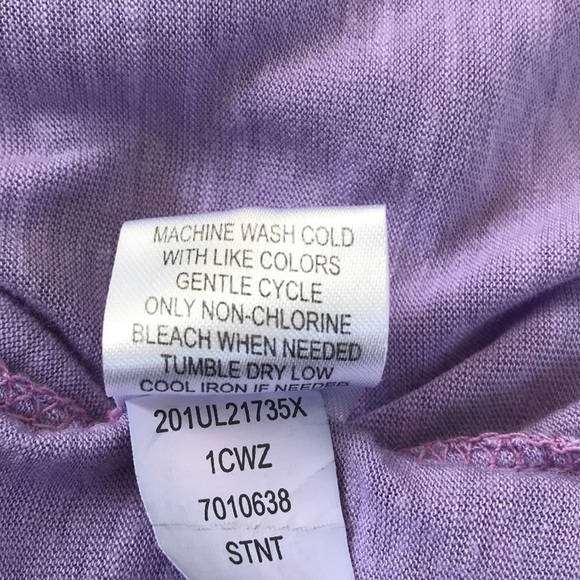 MACHINE WASH COLD
WITH LIKE COLORS
GENTLE CYCLE
ONLY NON-CHLORINE
BLEACH WHEN NEEDED
TUMBLE DRY LOW
COOL IRON IF NEEDED
201UL21735X
1CWZ
7010638
STNT